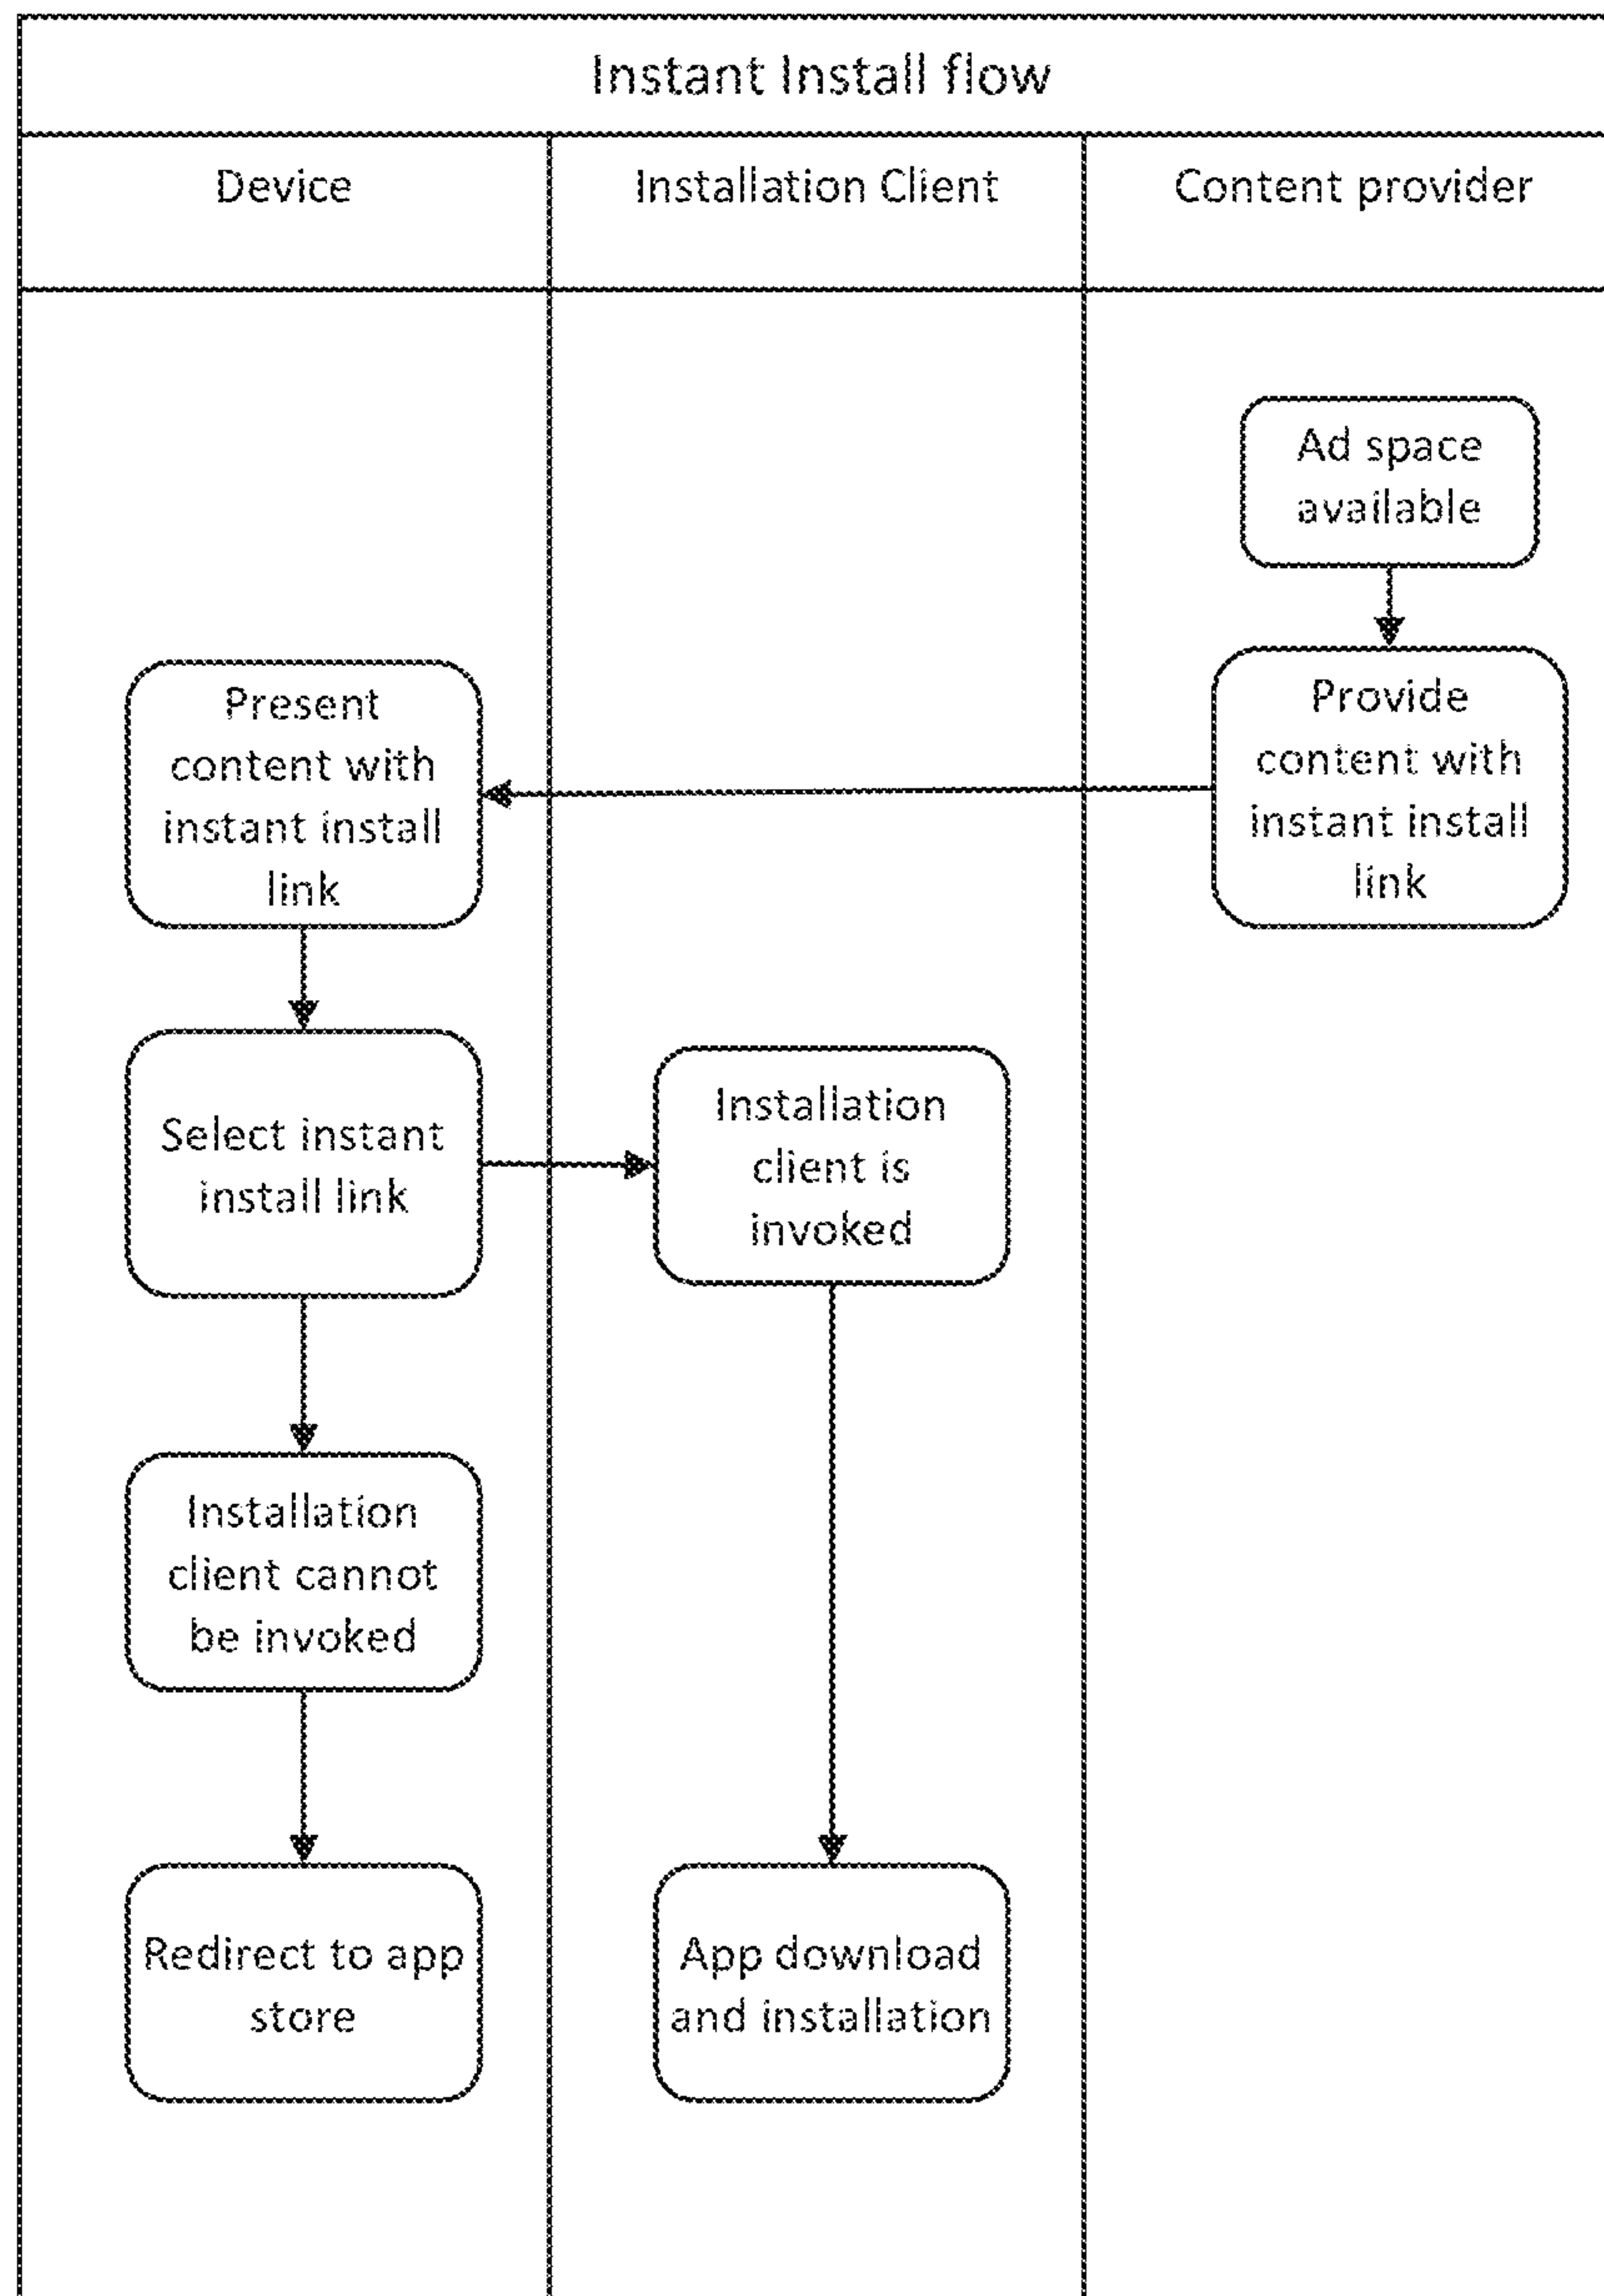 Instant Install flow
Device
Installation Client
Content provider
Ad space
available
Provide
content with
instant install
link
Present
content with
instant install
link
Select instant
install link
Installation
client is
invoked
Installation
client cannot
be invoked
Redirect to app
store
App download
and installation